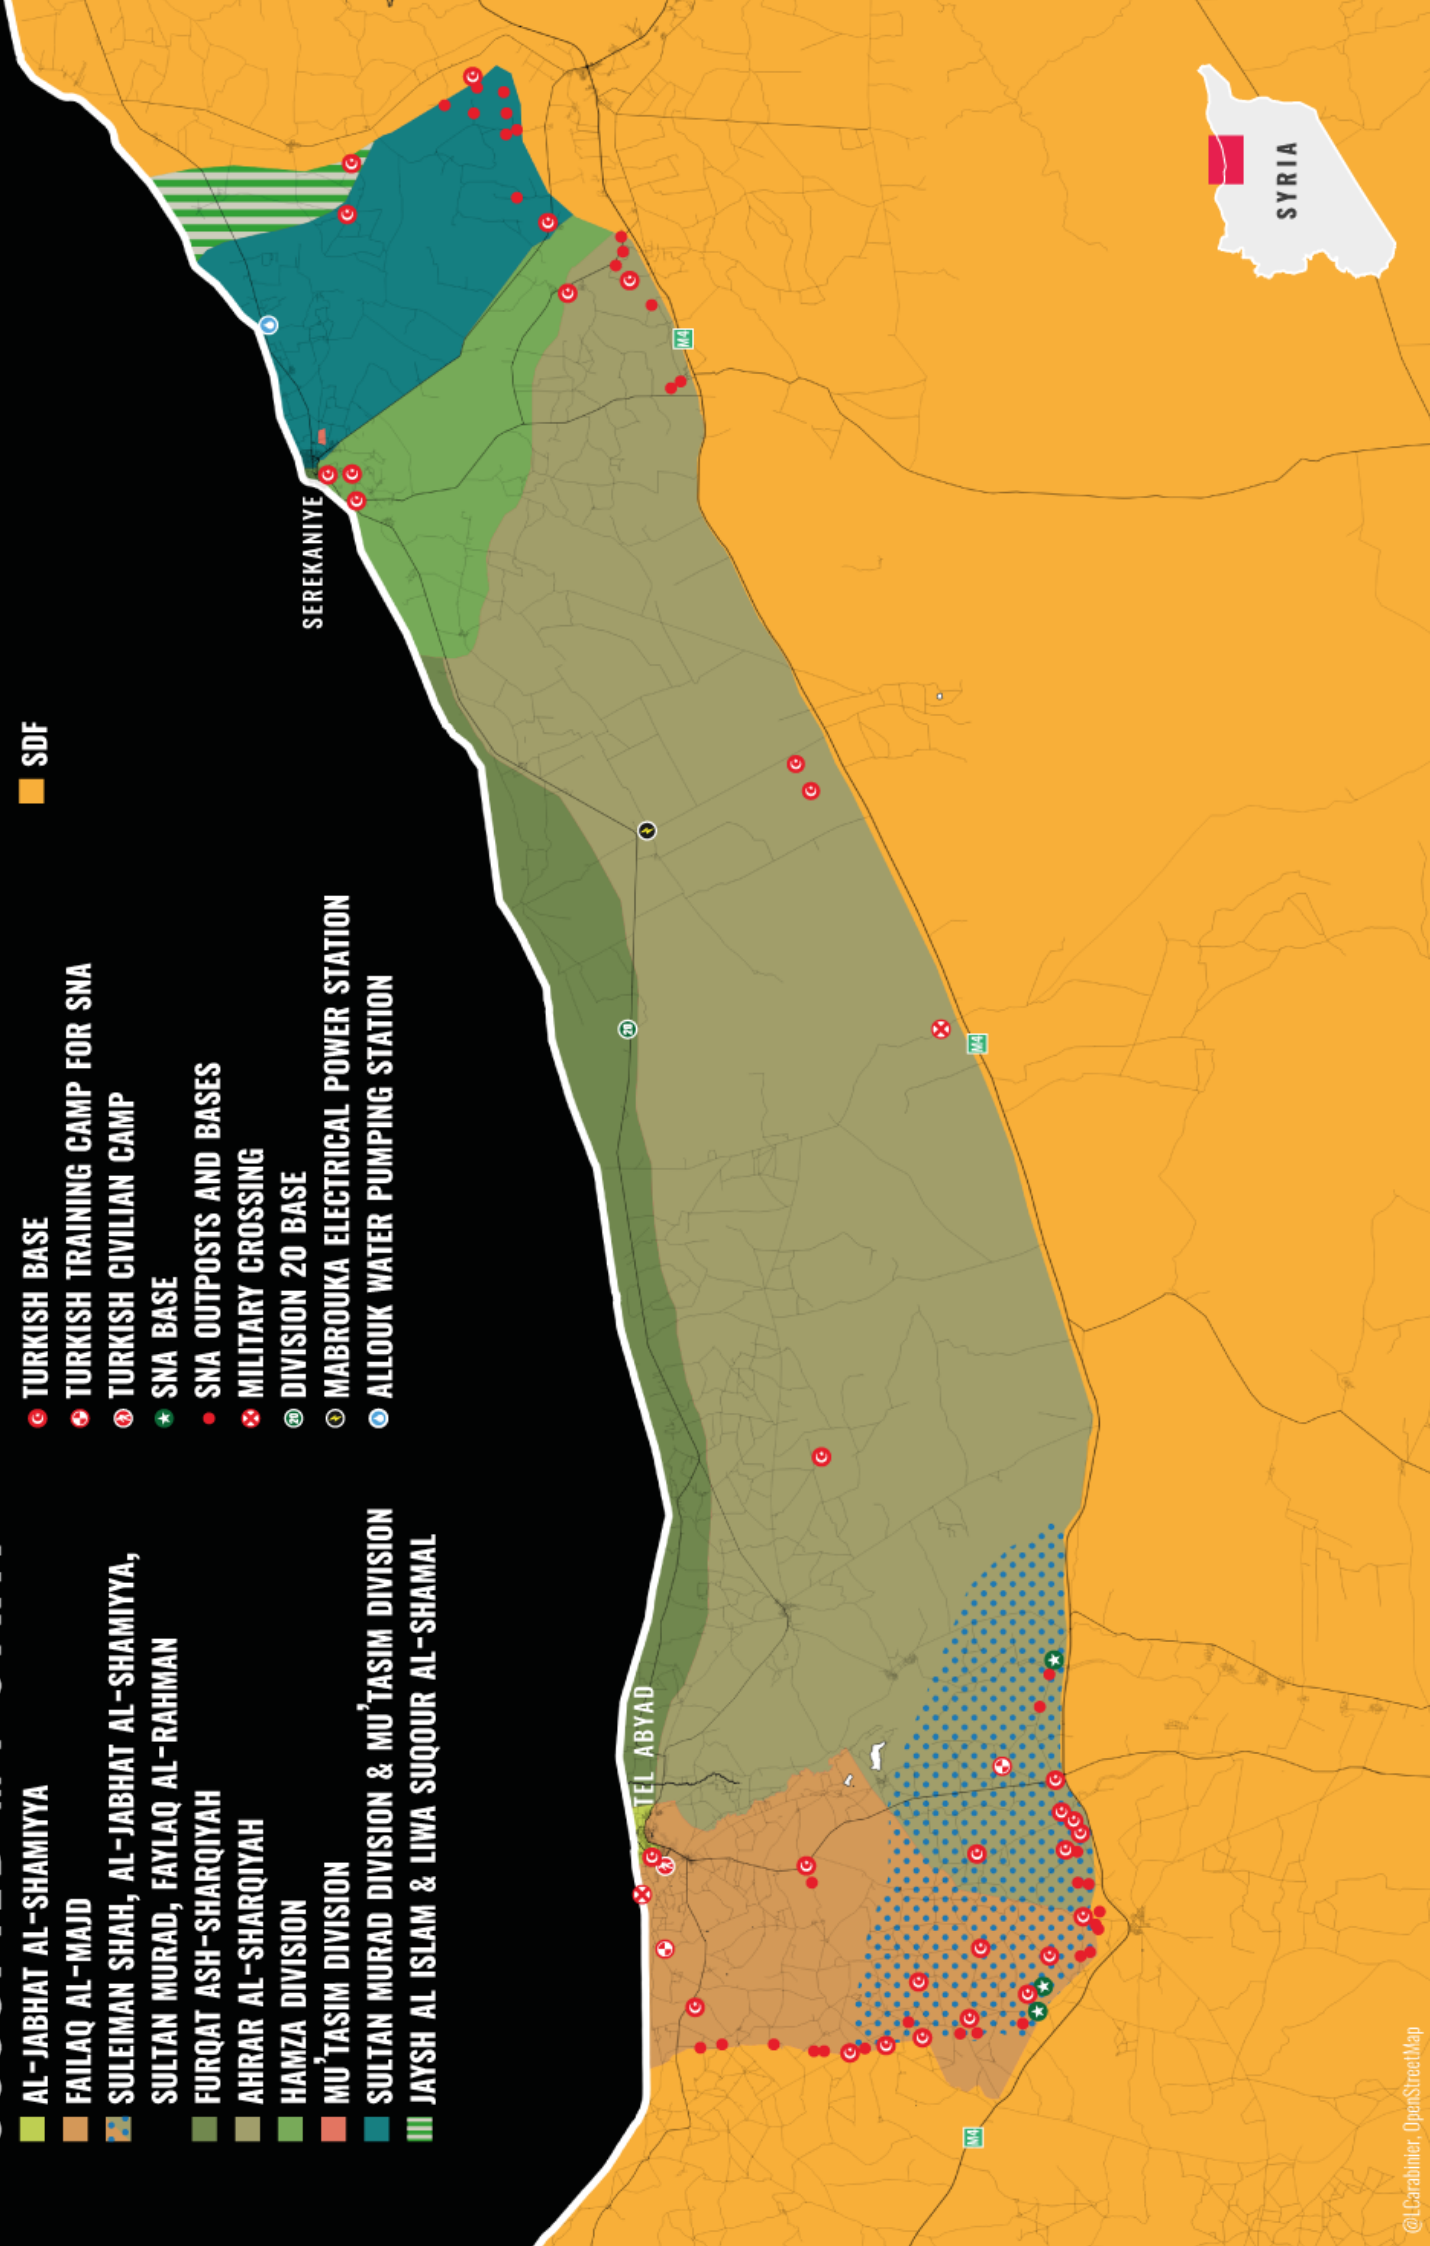 AL-JABHAT AL-SHAMIYYA
FAILAQ AL-MAJD
SULEIMAN SHAH, AL-JABHAT AL-SHAMIYYA,
SULTAN MURAD, FAYLAQ AL-RAHMAN
FURQAT ASH-SHARQIYAH
AHRAR AL-SHARQIYAH
HAMZA DIVISION
MU'TASIM DIVISION
SULTAN MURAD DIVISION & MU'TASIM DIVISION
JAYSH AL ISLAM & LIWA SUQOUR AL-SHAMAL
TURKISH BASE
TURKISH TRAINING CAMP FOR SNA
TURKISH CIVILIAN CAMP
SNA BASE
SNA OUTPOSTS AND BASES
MILITARY CROSSING
20 DIVISION 20 BASE
MABROUKA ELECTRICAL POWER STATION
ALLOUK WATER PUMPING STATION
SDF
SEREKANIYE
TEL ABYAD
20
M4
M4
M4
SYRIA
@LCarabinier, OpenStreetMap